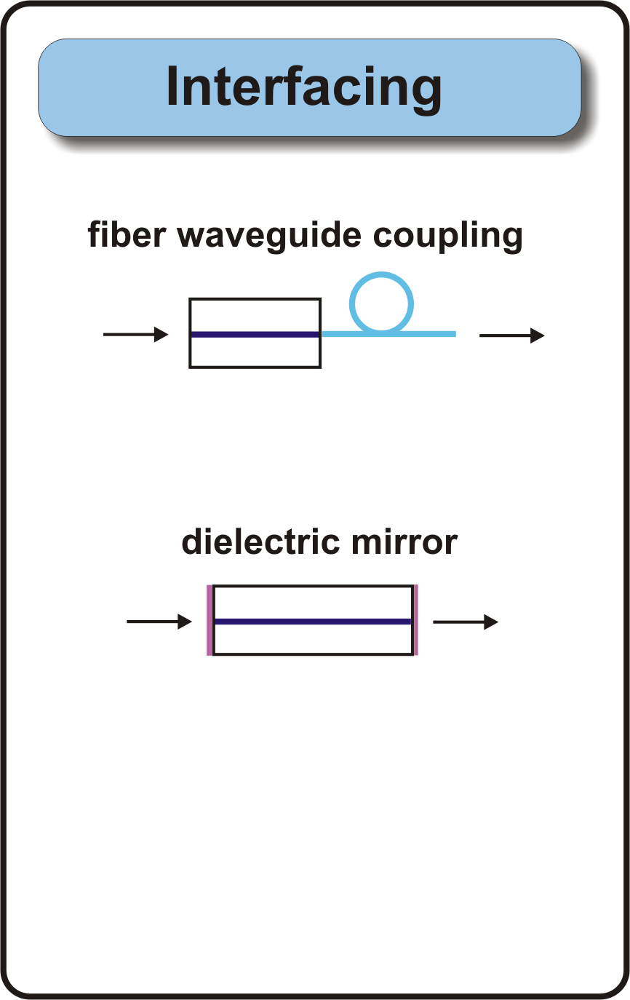 Interfacing
fiber waveguide coupling
dielectric mirror